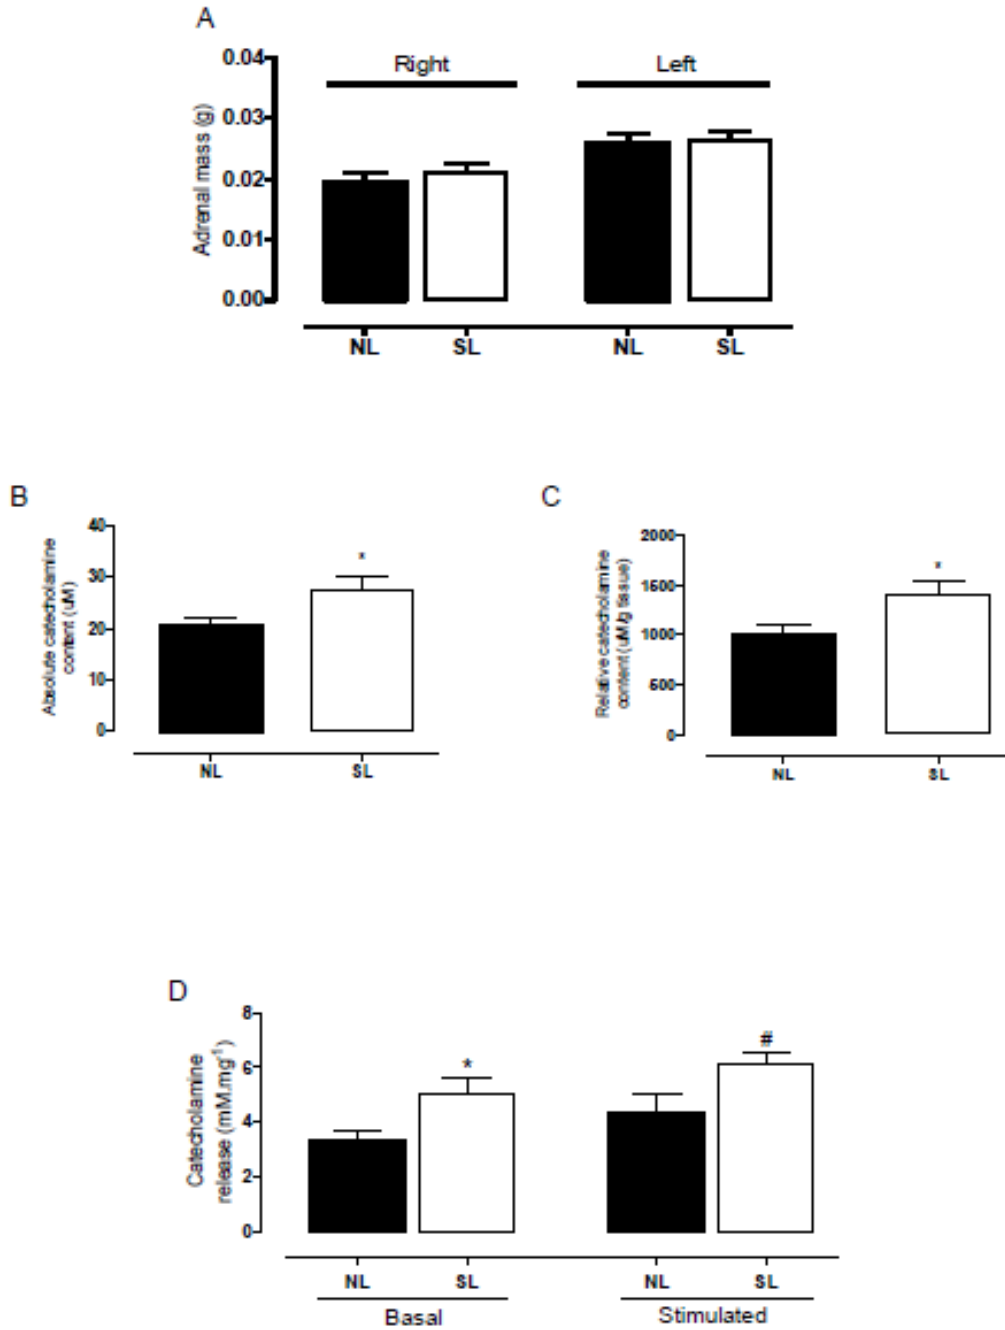 A
Right Left
0.04
0.03
0.02
0.01
0.00
Adrenal mass (g)
NL SL NL SL
B
40
30
20
10
0
Absolute catecholamine
content (uM)
*
NL SL
C
2000
1500
1000
500
0
Relative catecholamine
content (uM/g tissue)
*
NL SL
D
8
6
4
2
0
Catecholamine
release (mM.mg⁻¹)
* #
NL SL NL SL
Basal Stimulated